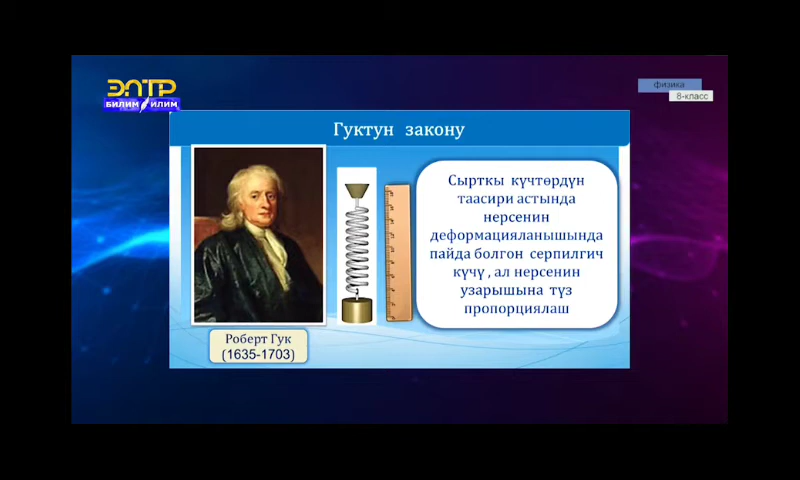 ЭЛТР
БИЛИМ ИЛИМ
физика
8-класс
Гуктун закону
Сырткы күчтөрдүн
таасири астында
нерсенин
деформацияланышында
пайда болгон серпилгич
күчү , ал нерсенин
узарышына түз
пропорциялаш
Роберт Гук
(1635-1703)